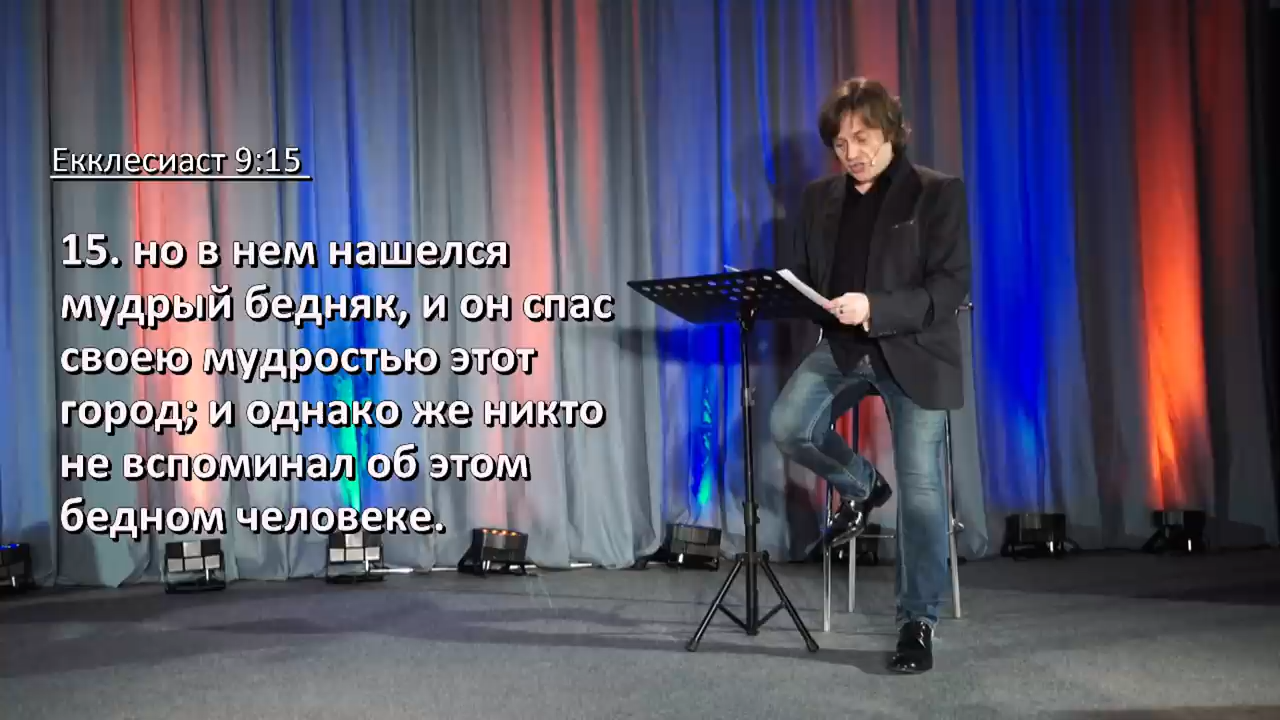 Екклесиаст 9:15
15. но в нем нашелся
мудрый бедняк, и он спас
своею мудростью этот
город; и однако же никто
не вспоминал об этом
бедном человеке.